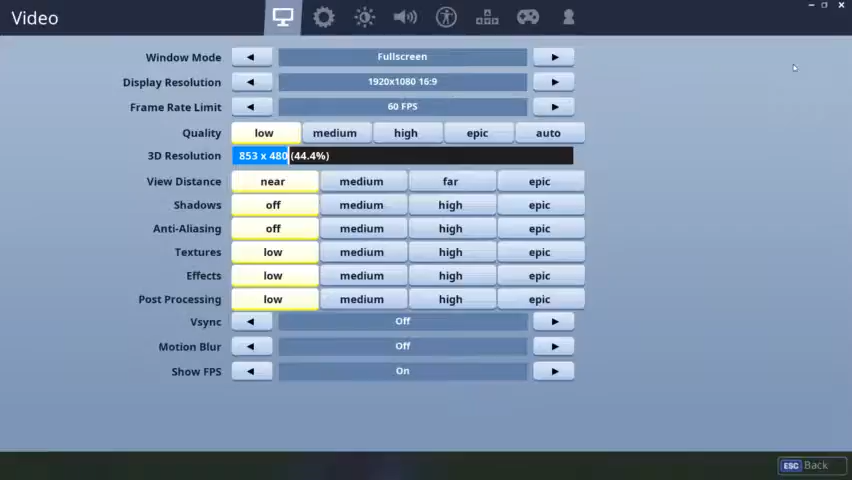 Video
Window Mode Fullscreen
Display Resolution 1920x1080 16:9
Frame Rate Limit 60 FPS
Quality low medium high epic auto
3D Resolution 853 x 480 (44.4%)
View Distance near medium far epic
Shadows off medium high epic
Anti-Aliasing off medium high epic
Textures low medium high epic
Effects low medium high epic
Post Processing low medium high epic
Vsync Off
Motion Blur Off
Show FPS On
ESC Back